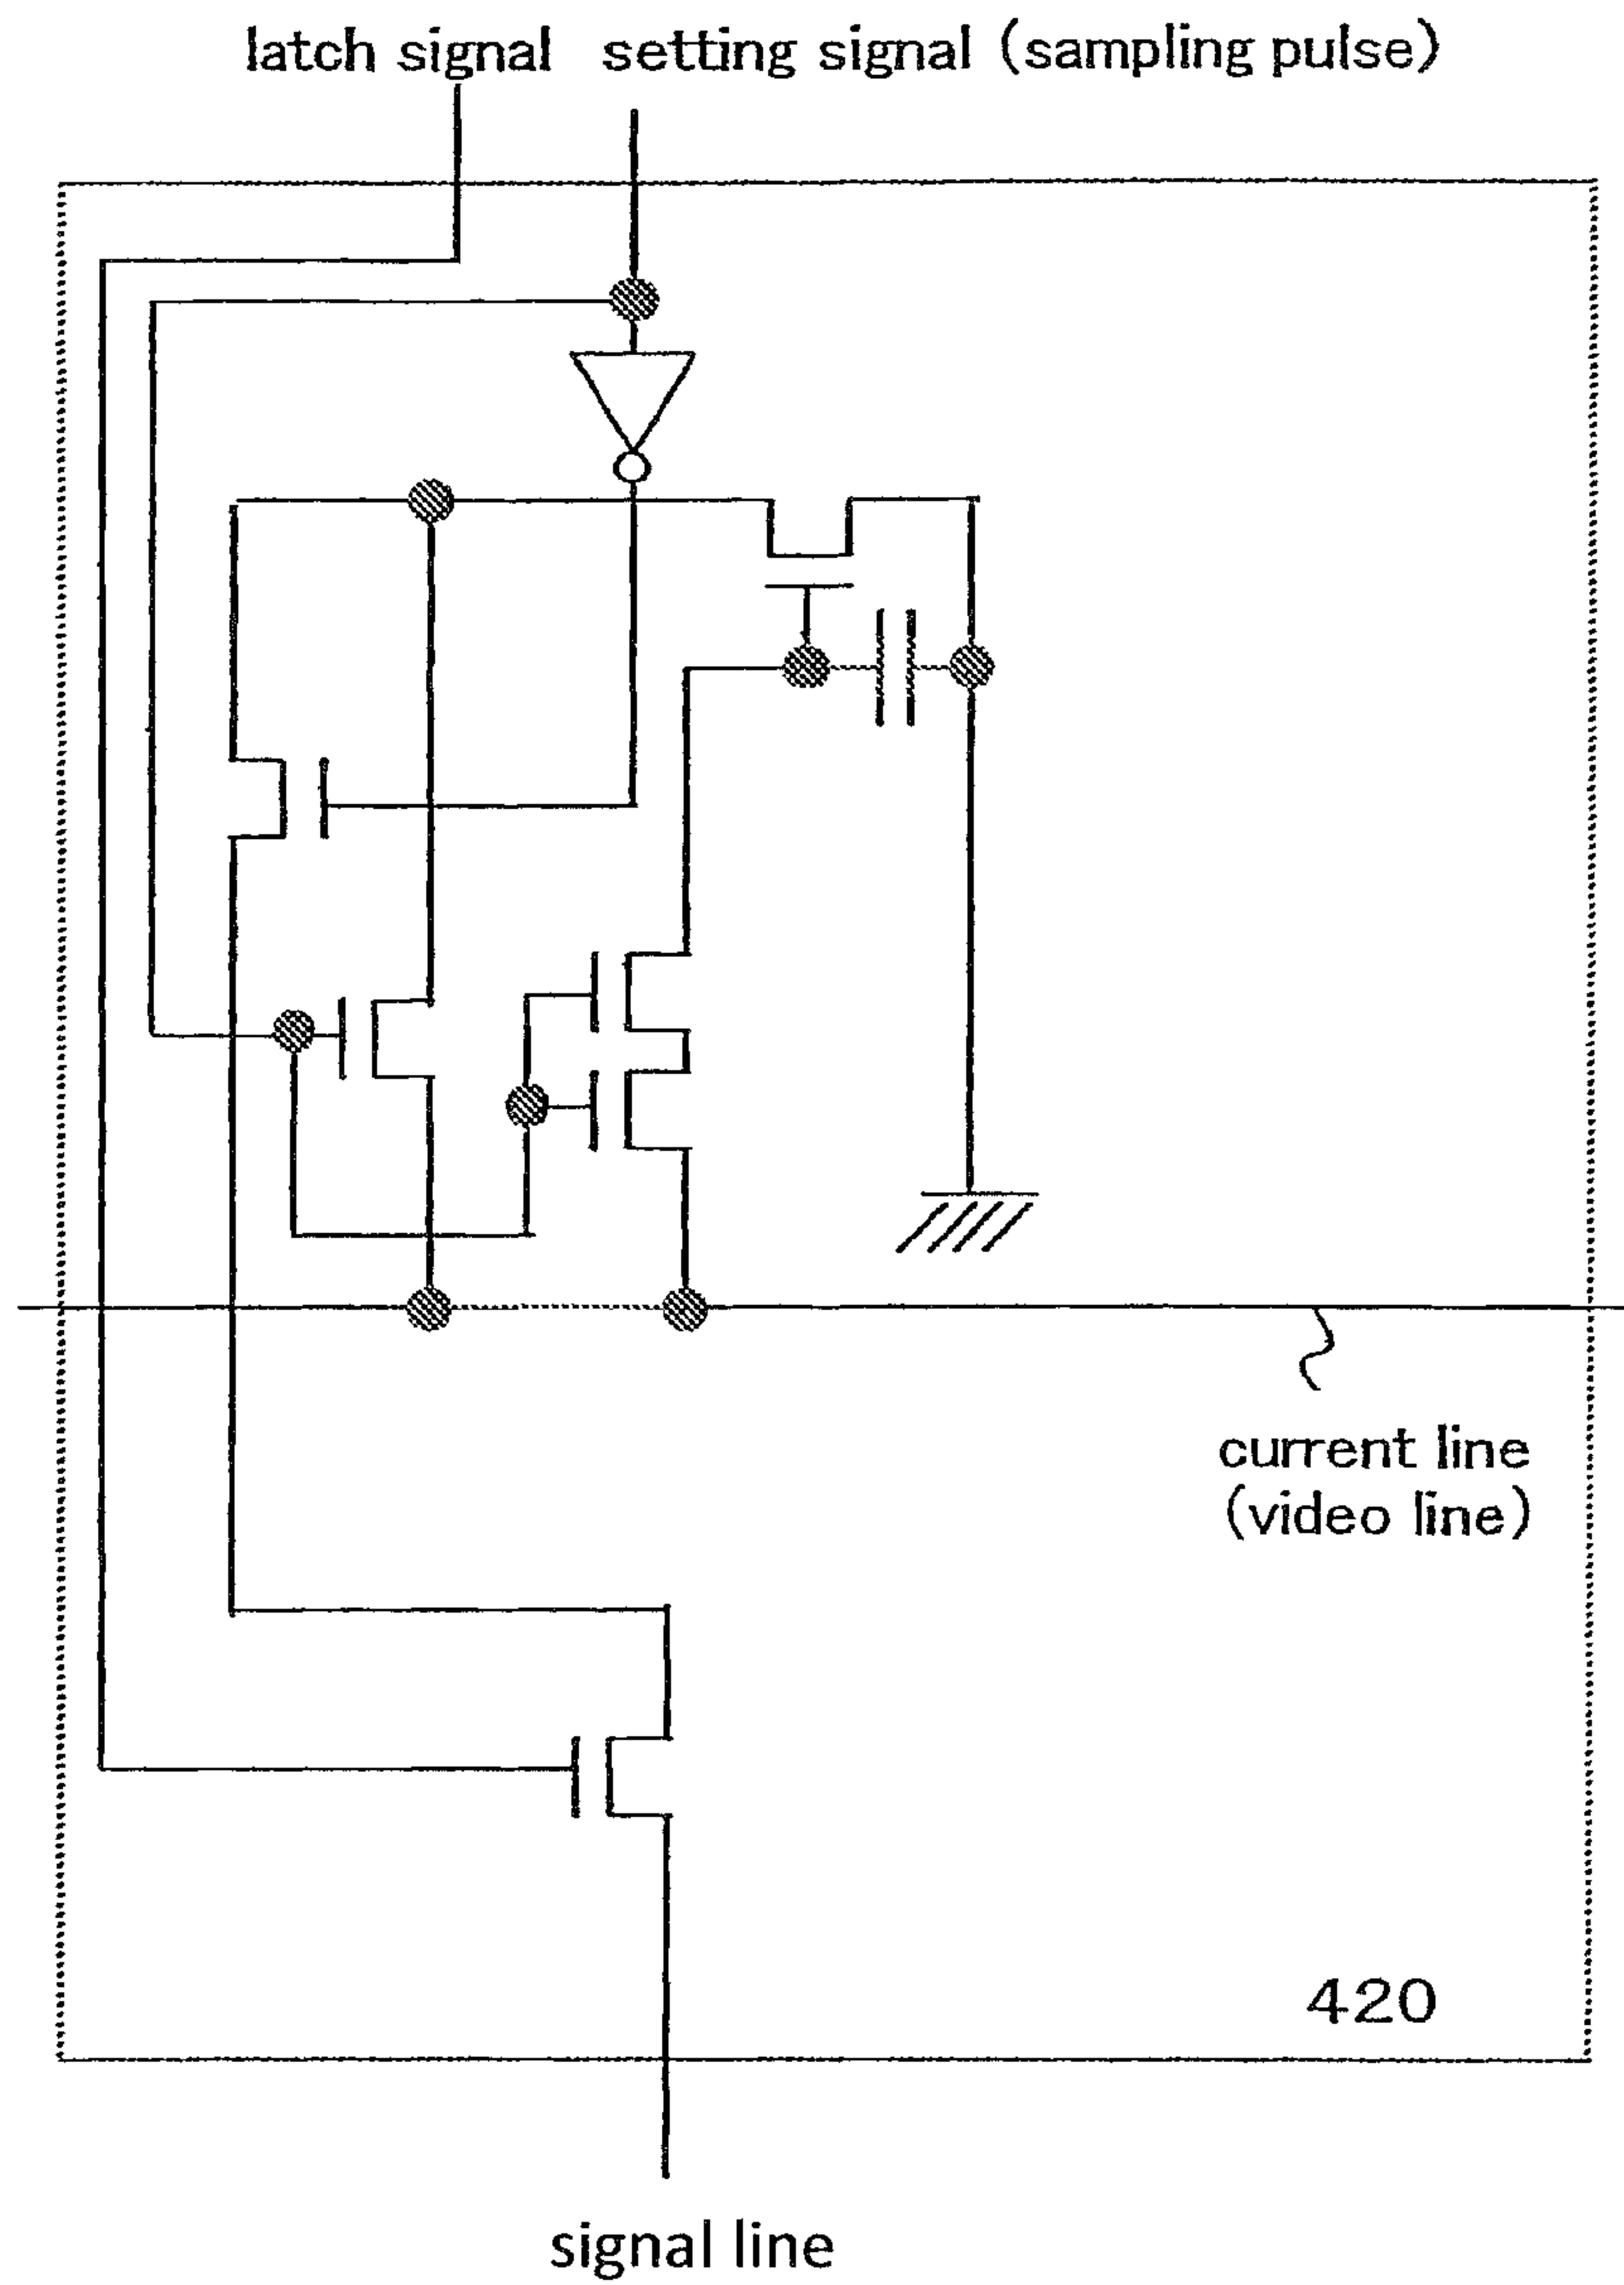 latch signal setting signal (sampling pulse)
current line
(video line)
420
signal line